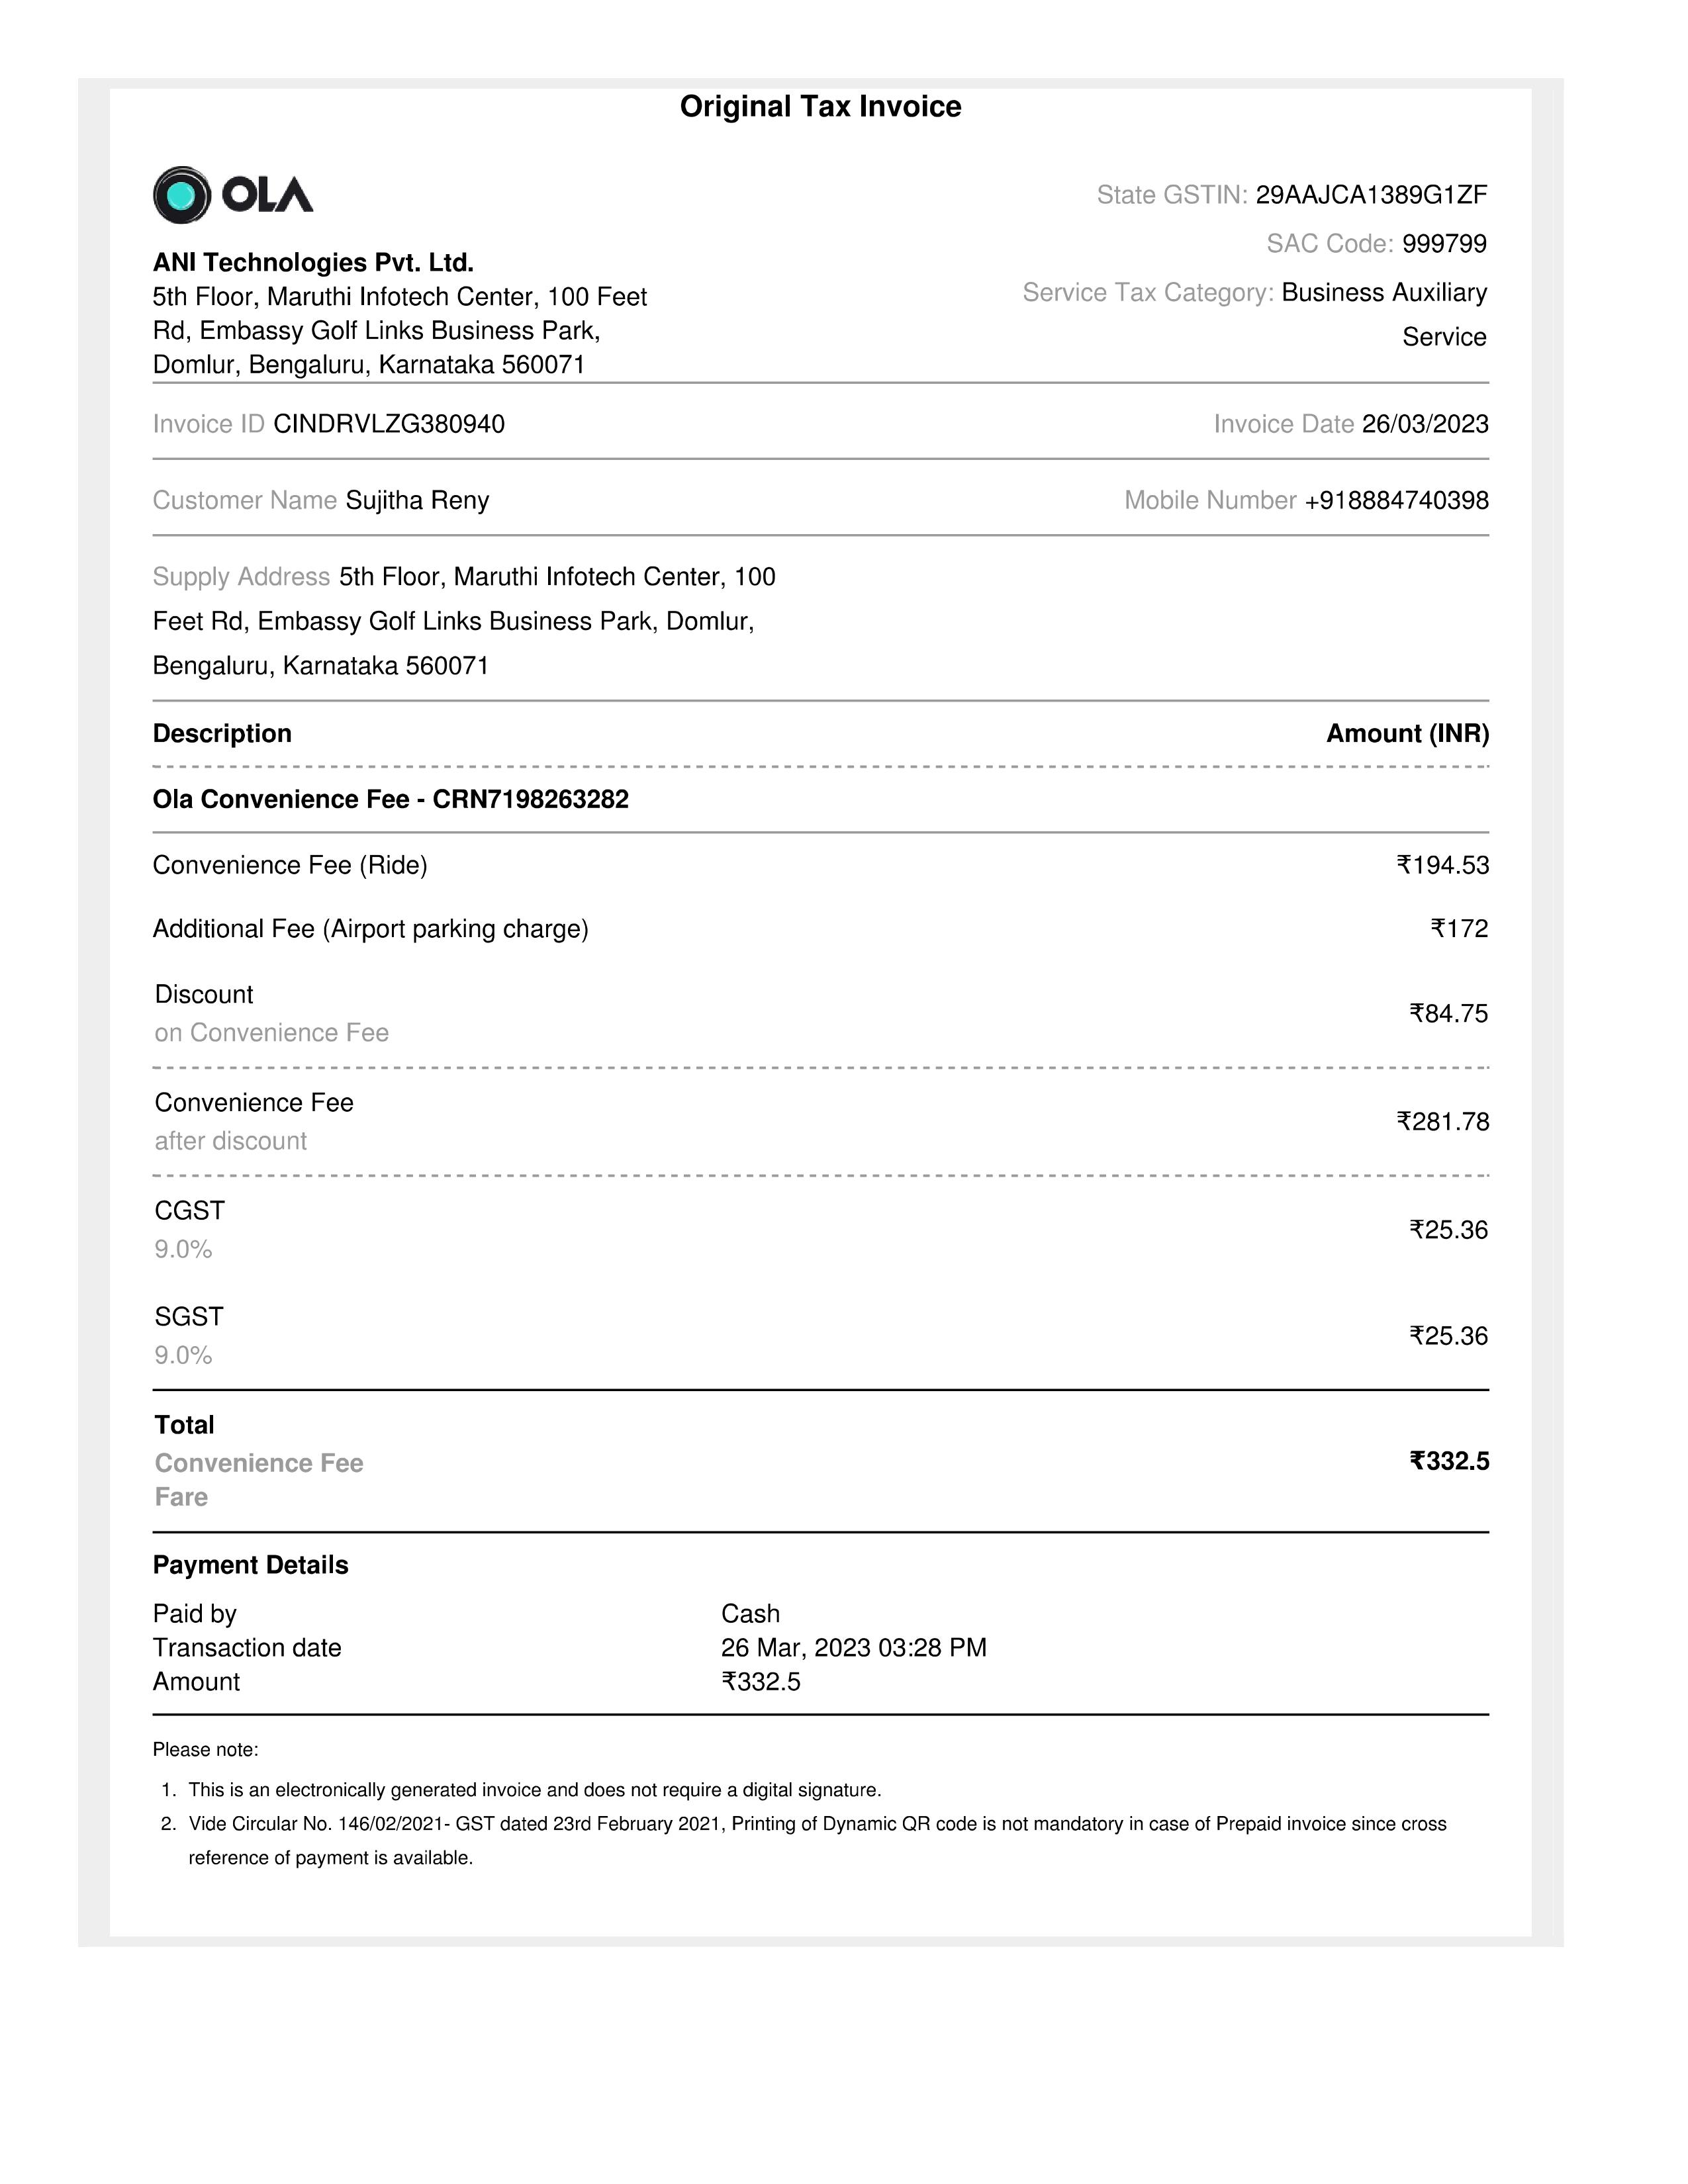 Original Tax Invoice
OLA
State GSTIN: 29AAJCA1389G1ZF
SAC Code: 999799
Service Tax Category: Business Auxiliary
Service
ANI Technologies Pvt. Ltd.
5th Floor, Maruthi Infotech Center, 100 Feet
Rd, Embassy Golf Links Business Park,
Domlur, Bengaluru, Karnataka 560071
Invoice ID CINDRVLZG380940 Invoice Date 26/03/2023
Customer Name Sujitha Reny Mobile Number +918884740398
Supply Address 5th Floor, Maruthi Infotech Center, 100
Feet Rd, Embassy Golf Links Business Park, Domlur,
Bengaluru, Karnataka 560071
Description Amount (INR)
Ola Convenience Fee - CRN7198263282
Convenience Fee (Ride) ₹194.53
Additional Fee (Airport parking charge) ₹172
Discount
on Convenience Fee ₹84.75
Convenience Fee
after discount ₹281.78
CGST
9.0% ₹25.36
SGST
9.0% ₹25.36
Total
Convenience Fee ₹332.5
Fare
Payment Details
Paid by Cash
Transaction date 26 Mar, 2023 03:28 PM
Amount ₹332.5
Please note:
1. This is an electronically generated invoice and does not require a digital signature.
2. Vide Circular No. 146/02/2021- GST dated 23rd February 2021, Printing of Dynamic QR code is not mandatory in case of Prepaid invoice since cross
reference of payment is available.